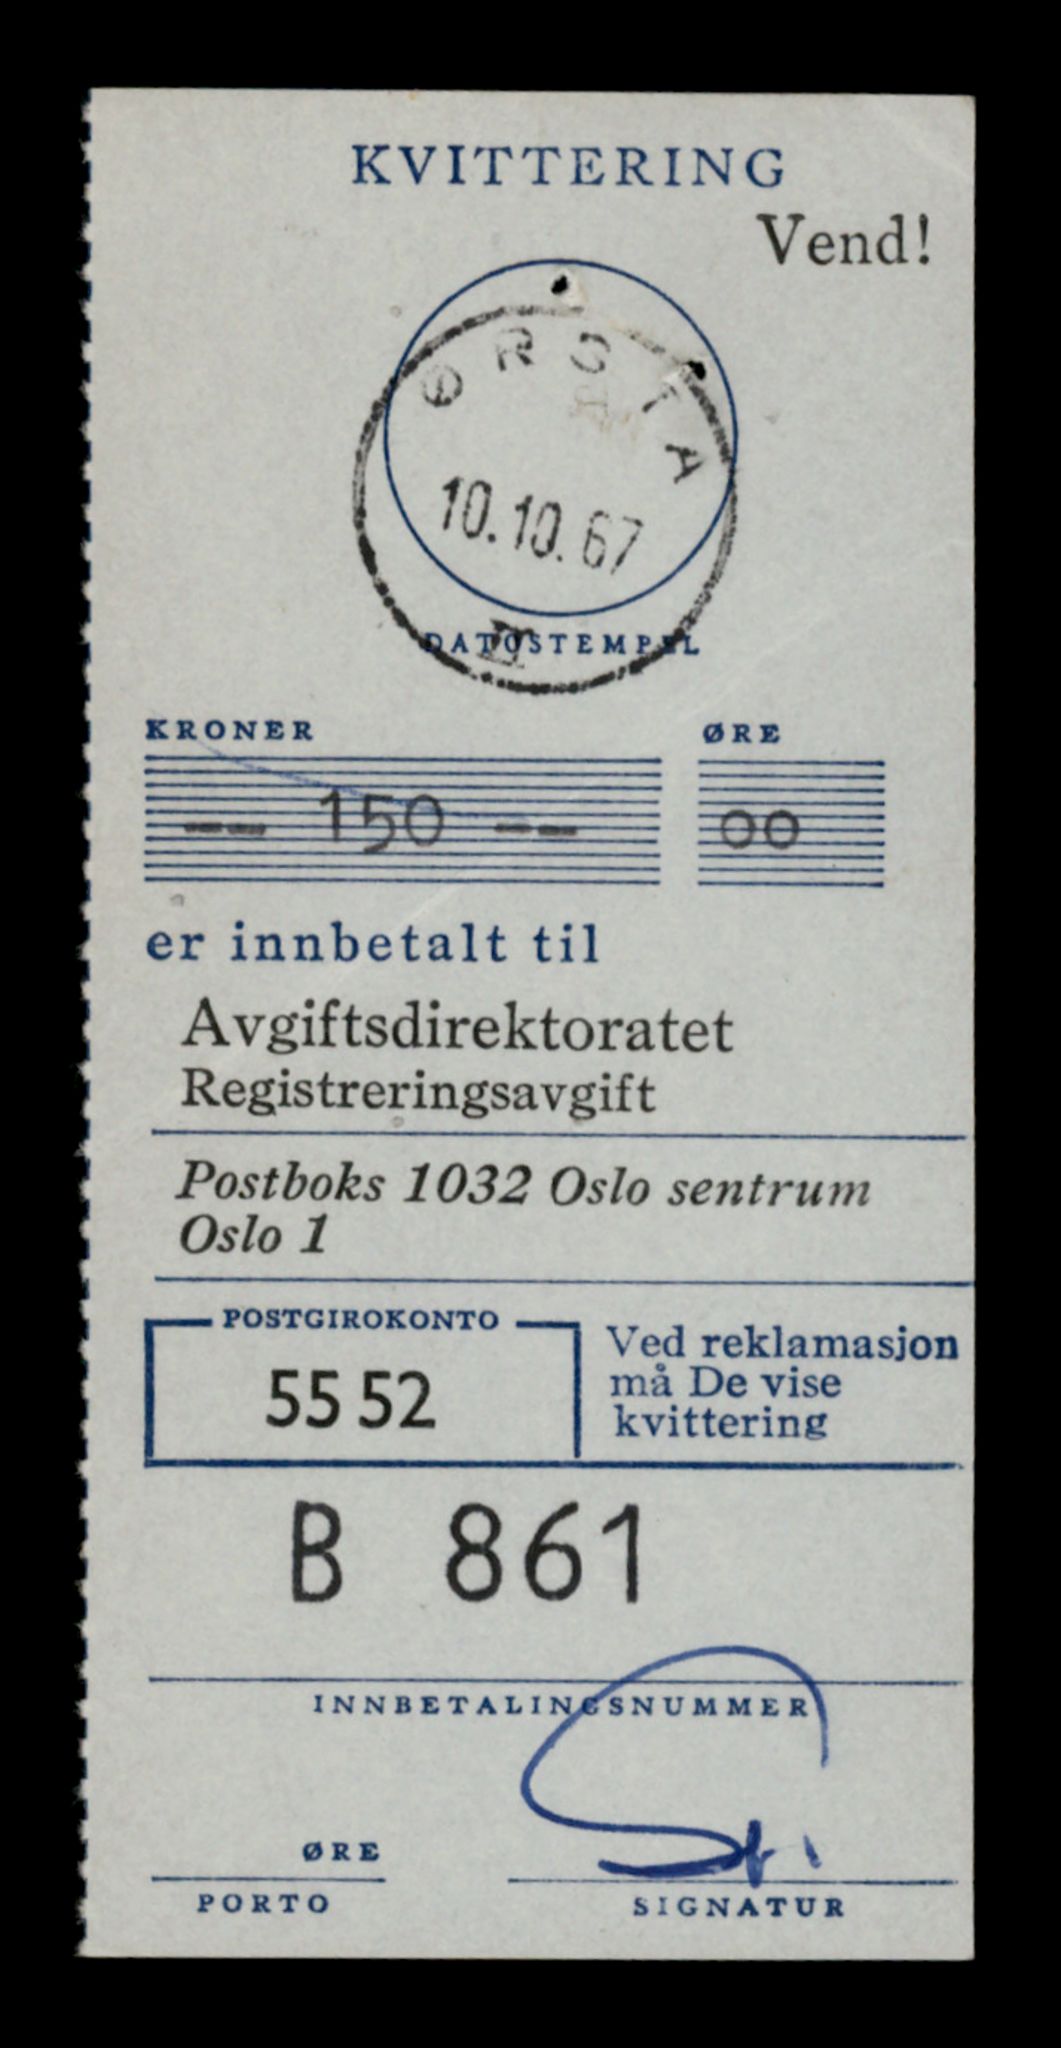 KVITTERING
Vend!
ØRSTA
10.10.67
DATOSTEMPEL
KRONER ØRE
-- 150 -- 00
er innbetalt til
Avgiftsdirektoratet
Registreringsavgift
Postboks 1032 Oslo sentrum
Oslo 1
POSTGIROKONTO
55 52
Ved reklamasjon
må De vise
kvittering
B 861
INNBETALINGSNUMMER
ØRE
PORTO
SIGNATUR